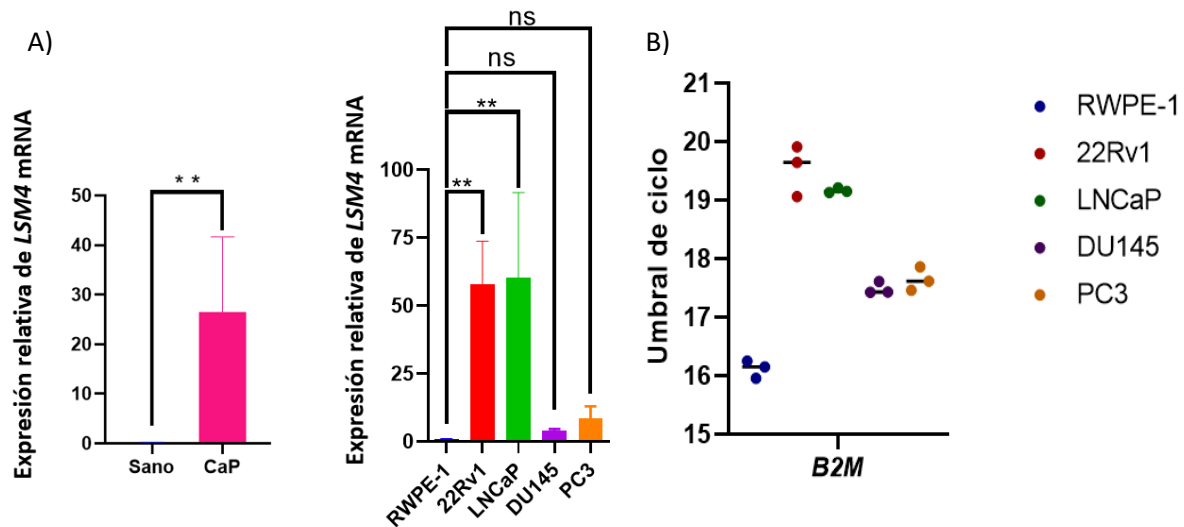 A)
Expresión relativa de LSM4 mRNA
50
40
30
20
10
0
**
Sano
CaP
Expresión relativa de LSM4 mRNA
100
75
50
25
0
ns
ns
**
**
RWPE-1
22Rv1
LNCaP
DU145
PC3
B)
Umbral de ciclo
21
20
19
18
17
16
15
B2M
RWPE-1
22Rv1
LNCaP
DU145
PC3